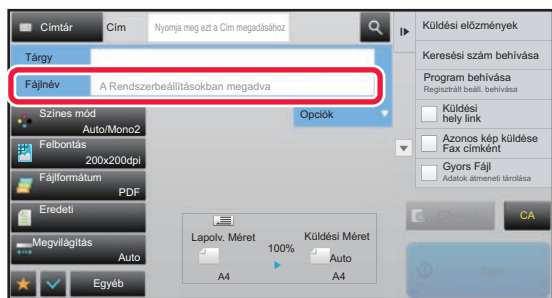 Címtár
Cím
Nyomja meg ezt a Cím megadásához
Tárgy
Fájlnév
A Rendszerbeállításokban megadva
Színes mód
Auto/Mono2
Felbontás
200x200dpi
Fájlformátum
PDF
Eredeti
Megvilágítás
Auto
Egyéb
Opciók
Lapolv. Méret
A4
100%
Küldési Méret
Auto
A4
Küldési előzmények
Keresési szám behívása
Program behívása
Regisztrált beáll. behívása
Küldési
hely link
Azonos kép küldése
Fax címként
Gyors Fájl
Adatok átmeneti tárolása
CA
Start